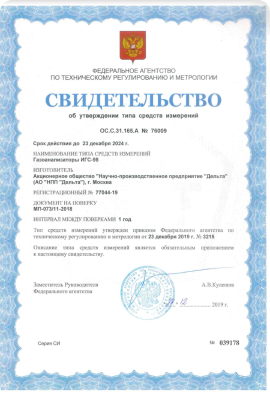 ФЕДЕРАЛЬНОЕ АГЕНТСТВО
ПО ТЕХНИЧЕСКОМУ РЕГУЛИРОВАНИЮ И МЕТРОЛОГИИ
СВИДЕТЕЛЬСТВО
об утверждении типа средств измерений
OC.C.31.165.A № 76009
Срок действия до 23 декабря 2024 г.
НАИМЕНОВАНИЕ ТИПА СРЕДСТВ ИЗМЕРЕНИЙ
Газоанализаторы ИГС-98
ИЗГОТОВИТЕЛЬ
Акционерное общество "Научно-производственное предприятие "Дельта"
(АО "НПП "Дельта"), г. Москва
РЕГИСТРАЦИОННЫЙ № 77044-19
ДОКУМЕНТ НА ПОВЕРКУ
МП-073/11-2018
ИНТЕРВАЛ МЕЖДУ ПОВЕРКАМИ 1 год
Тип средств измерений утвержден приказом Федерального агентства по
техническому регулированию и метрологии от 23 декабря 2019 г. № 3215
Описание типа средств измерений является обязательным приложением
к настоящему свидетельству.
Заместитель Руководителя А.В.Кулешов
Федерального агентства
2019 г.
Серия СИ № 039178